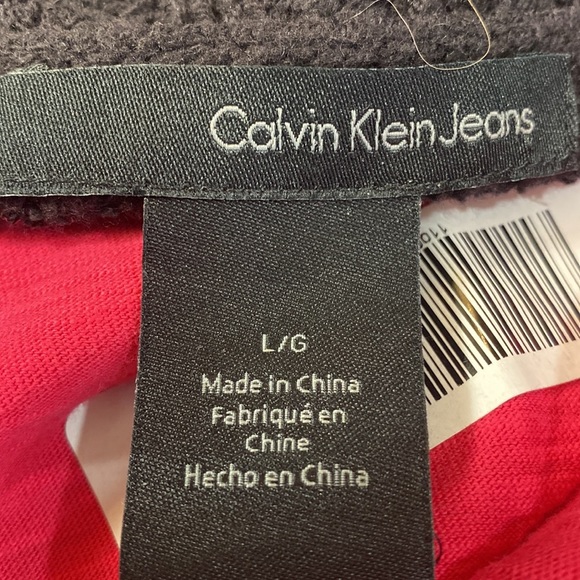 Calvin Klein Jeans
L/G
Made in China
Fabriqué en
Chine
Hecho en China